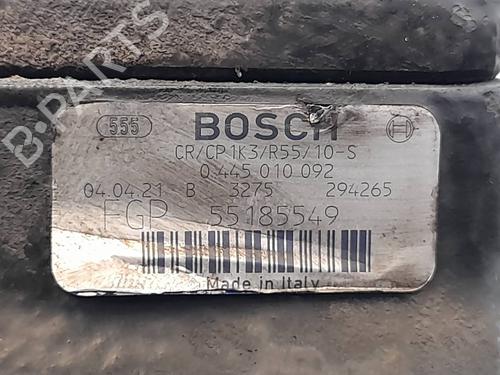 555 BOSCH
CR/CP1K3/R55/10-S
0 445 010 092
04.04.21 B 3275 294265
FGP 55185549
Made in Italy
B-Parts